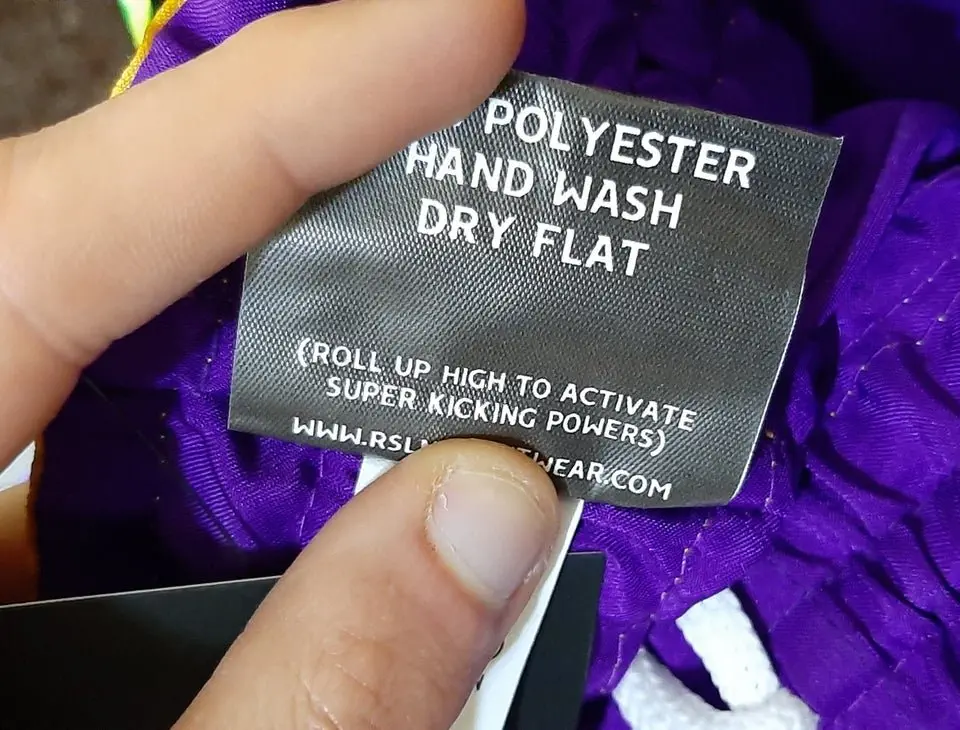 POLYESTER
HAND WASH
DRY FLAT
(ROLL UP HIGH TO ACTIVATE
SUPER KICKING POWERS)